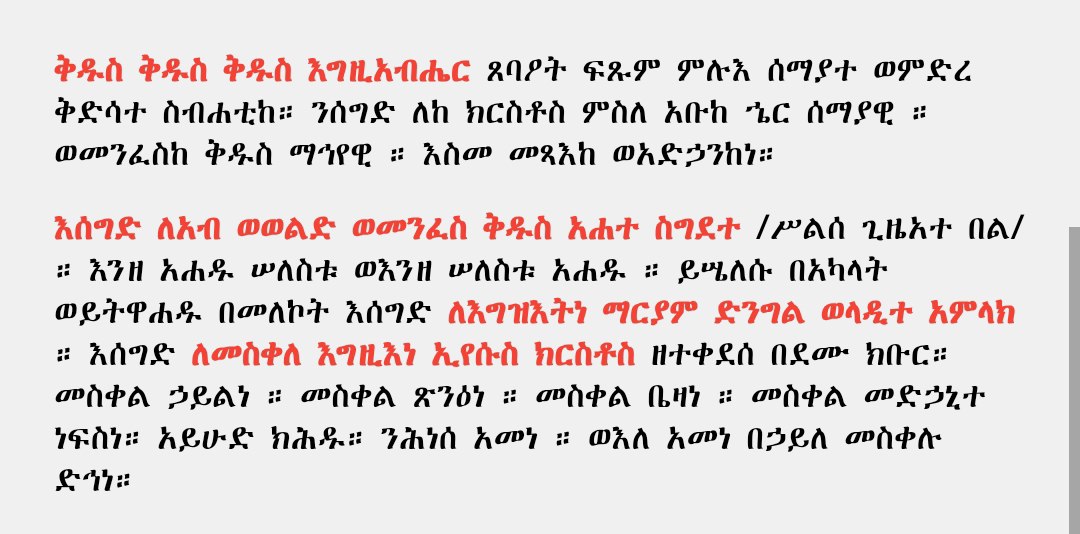 ቅዱስ ቅዱስ ቅዱስ እግዚአብሔር ጸባዖት ፍጹም ምሉእ ሰማያተ ወምድረ
ቅድሳተ ስብሐቲከ። ንሰግድ ለከ ክርስቶስ ምስለ አቡከ ኄር ሰማያዊ ።
ወመንፈስከ ቅዱስ ማኅየዊ ። እስመ መጻእከ ወአድኃንከነ።
እሰግድ ለአብ ወወልድ ወመንፈስ ቅዱስ አሐተ ስግደተ /ሥልሰ ጊዜአተ በል/
። እንዘ አሐዱ ሠለስቱ ወእንዘ ሠለስቱ አሐዱ ። ይሤለሱ በአካላት
ወይትዋሐዱ በመለኮት እሰግድ ለእግዝእትነ ማርያም ድንግል ወላዲተ አምላክ
። እሰግድ ለመስቀለ እግዚእነ ኢየሱስ ክርስቶስ ዘተቀደሰ በደሙ ክቡር።
መስቀል ኃይልነ ። መስቀል ጽንዕነ ። መስቀል ቤዛነ ። መስቀል መድኃኒተ
ነፍስነ። አይሁድ ክሕዱ። ንሕነሰ አመነ ። ወእለ አመነ በኃይለ መስቀሉ
ድኅነ።